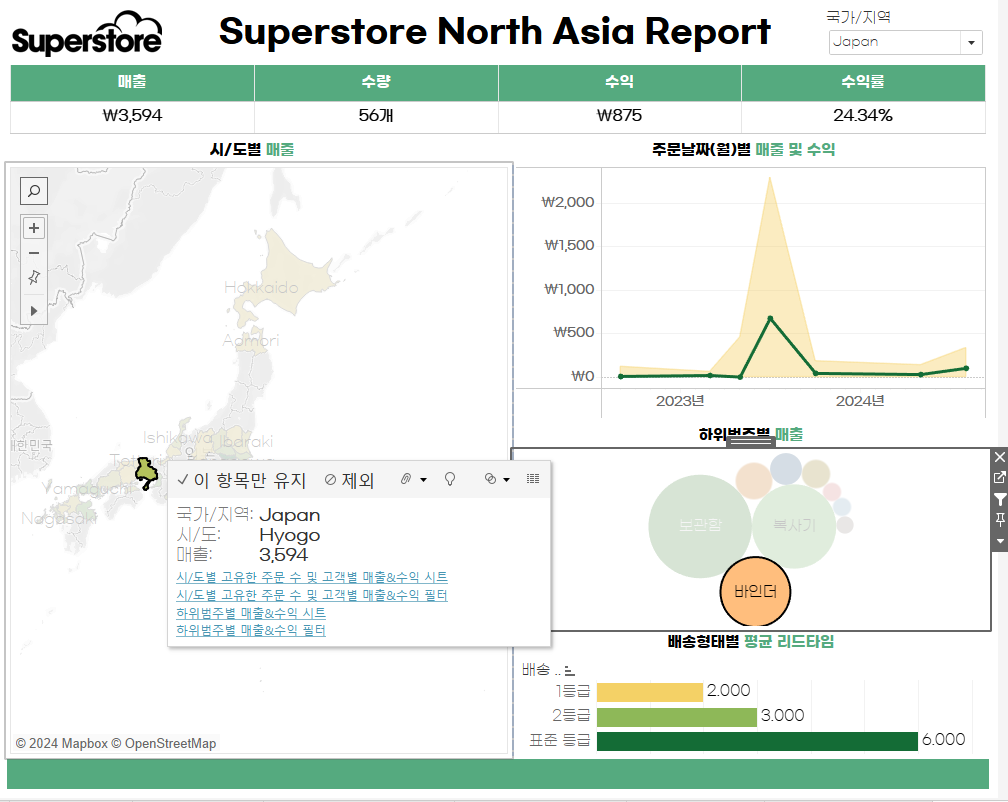 Superstore
Superstore North Asia Report
국가/지역
Japan
매출 수량 수익 수익률
₩3,594 56개 ₩875 24.34%
시/도별 매출
주문날짜(월)별 매출 및 수익
Hokkaido
Aomori
대한민국
Ishikawa
Ibaraki
일
Yamaguchi
Nagasaki
₩2,000
₩1,500
₩1,000
₩500
₩0
2023년 2024년
하위범주별 매출
이 항목만 유지 제외
국가/지역: Japan
시/도: Hyogo
매출: 3,594
시/도별 고유한 주문 수 및 고객별 매출&수익 시트
시/도별 고유한 주문 수 및 고객별 매출&수익 필터
하위범주별 매출&수익 시트
하위범주별 매출&수익 필터
보관함
복사기
바인더
배송형태별 평균 리드타임
배송 ..
1등급 2.000
2등급 3.000
표준 등급 6.000
© 2024 Mapbox © OpenStreetMap